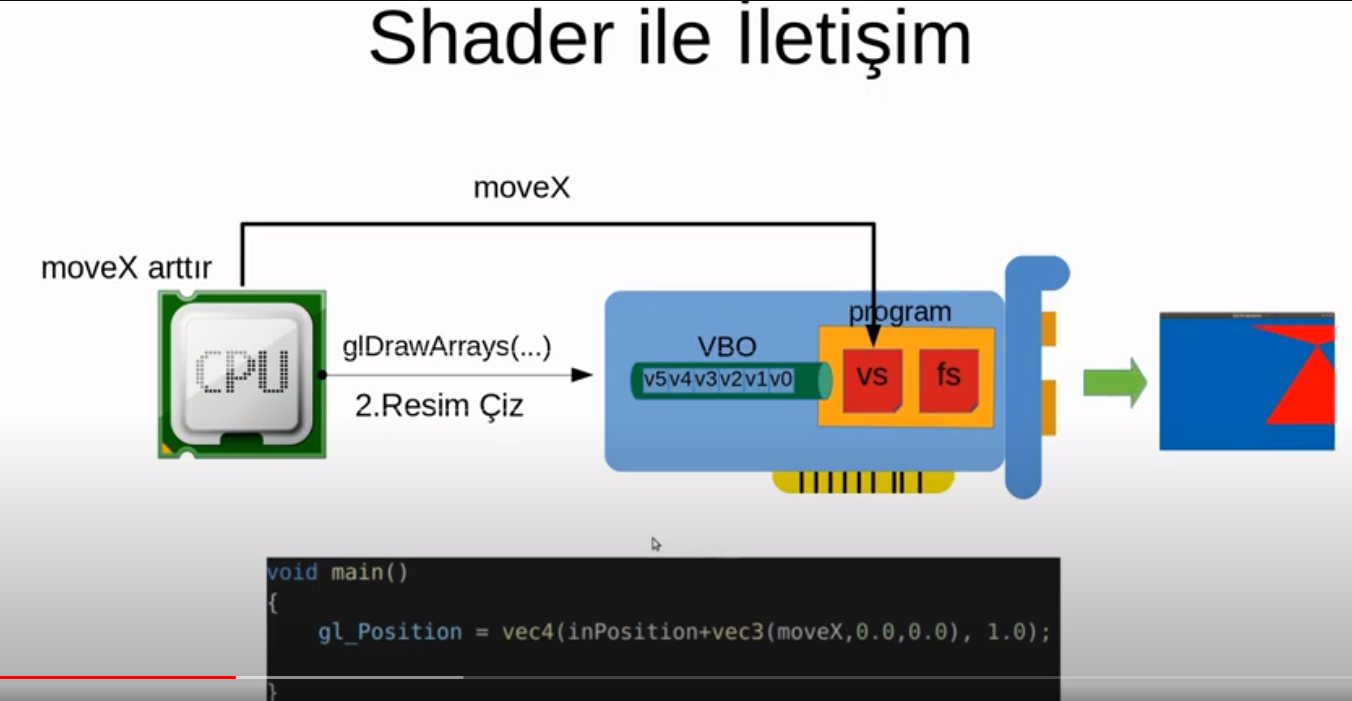 Shader ile İletişim
moveX
moveX arttır
CPU
glDrawArrays(...)
2.Resim Çiz
VBO
v5 v4 v3 v2 v1 v0
program
vs
fs
void main()
{
gl_Position = vec4(inPosition+vec3(moveX,0.0,0.0), 1.0);
}